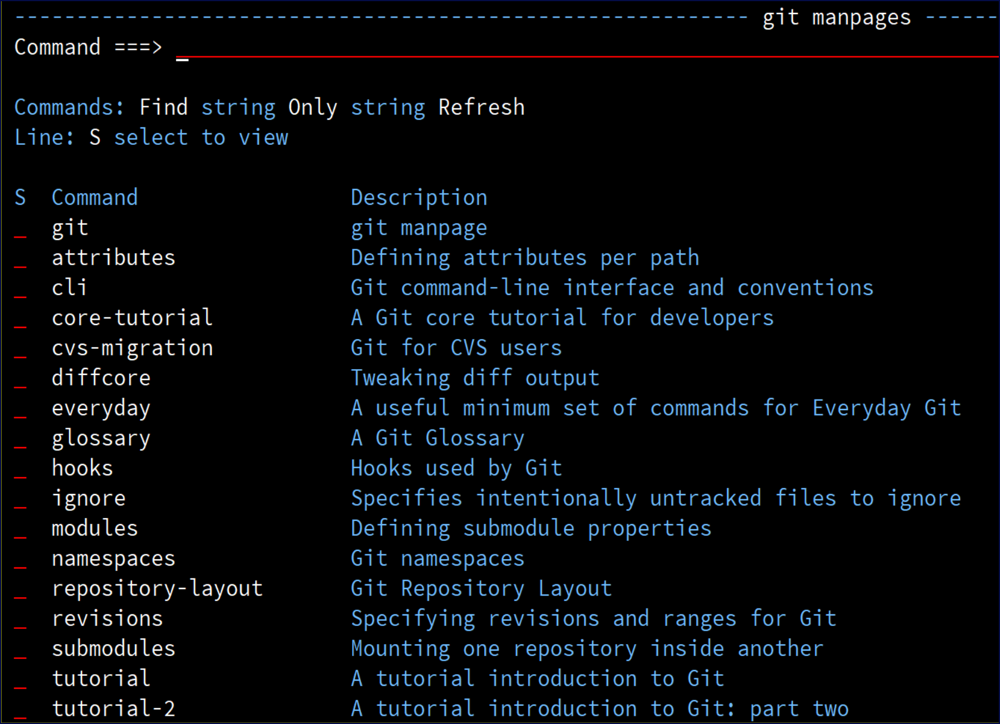 ----------------------------------------------------------- git manpages ------
Command ===> _
Commands: Find string Only string Refresh
Line: S select to view
S  Command                 Description
_  git                     git manpage
_  attributes              Defining attributes per path
_  cli                     Git command-line interface and conventions
_  core-tutorial           A Git core tutorial for developers
_  cvs-migration           Git for CVS users
_  diffcore                Tweaking diff output
_  everyday                A useful minimum set of commands for Everyday Git
_  glossary                A Git Glossary
_  hooks                   Hooks used by Git
_  ignore                  Specifies intentionally untracked files to ignore
_  modules                 Defining submodule properties
_  namespaces              Git namespaces
_  repository-layout       Git Repository Layout
_  revisions               Specifying revisions and ranges for Git
_  submodules              Mounting one repository inside another
_  tutorial                A tutorial introduction to Git
_  tutorial-2              A tutorial introduction to Git: part two